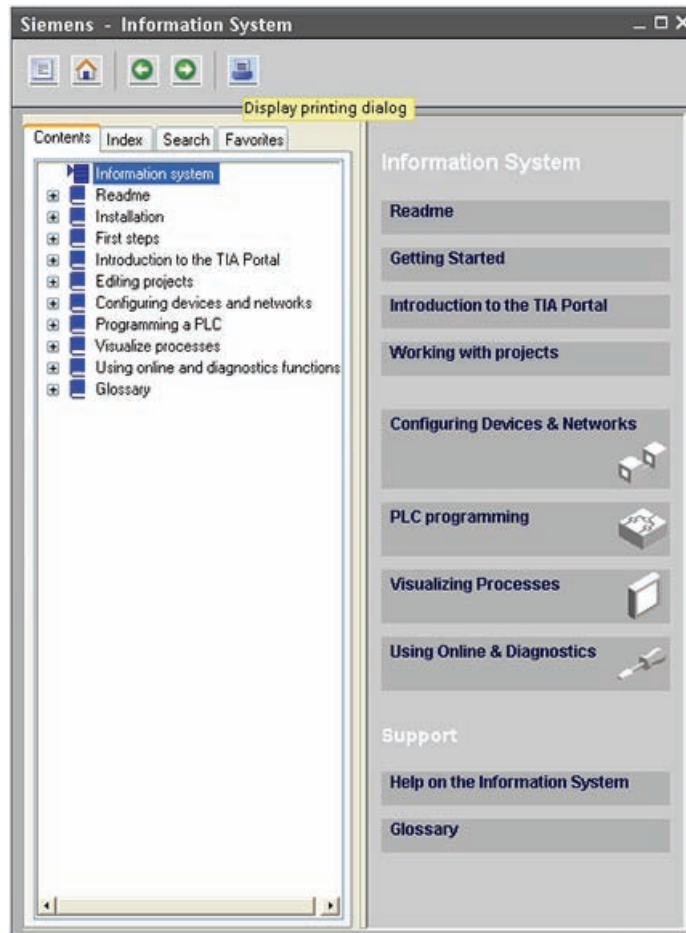 Siemens - Information System
Display printing dialog
Contents Index Search Favorites
Information system
Readme
Installation
First steps
Introduction to the TIA Portal
Editing projects
Configuring devices and networks
Programming a PLC
Visualize processes
Using online and diagnostics functions
Glossary
Information System
Readme
Getting Started
Introduction to the TIA Portal
Working with projects
Configuring Devices & Networks
PLC programming
Visualizing Processes
Using Online & Diagnostics
Support
Help on the Information System
Glossary